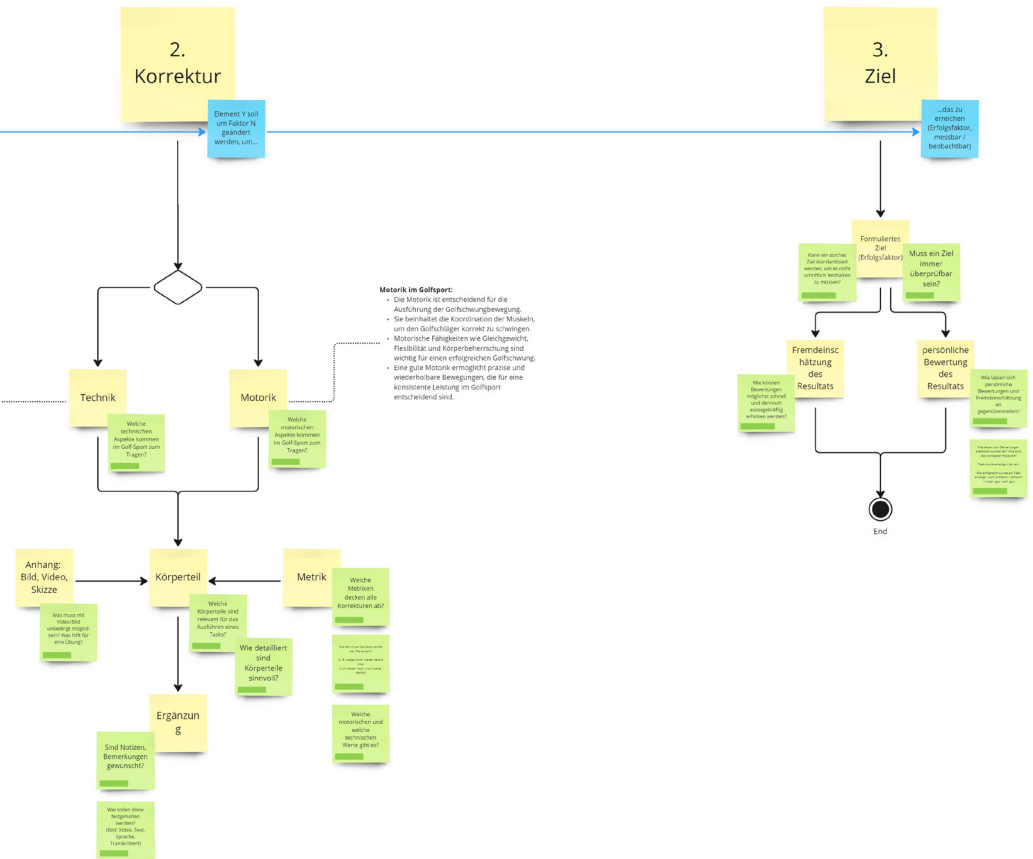 2.
Korrektur
Element Y soll
um Faktor N
geändert
werden, um...
3.
Ziel
...das zu
erreichen
(Erfolgsfaktor,
messbar /
beobachtbar)
Formuliertes
Ziel
(Erfolgsfaktor)
Kann ein solches
Ziel standardisiert
werden, um es nicht
schriftlich festhalten
zu müssen?
Muss ein Ziel
immer
überprüfbar
sein?
Motorik im Golfsport:
• Die Motorik ist entscheidend für die
Ausführung der Golfschwungbewegung.
• Sie beinhaltet die Koordination der Muskeln,
um den Golfschläger korrekt zu schwingen.
• Motorische Fähigkeiten wie Gleichgewicht,
Flexibilität und Körperbeherrschung sind
wichtig für einen erfolgreichen Golfschwung.
• Eine gute Motorik ermöglicht präzise und
wiederholbare Bewegungen, die für eine
konsistente Leistung im Golfsport
entscheidend sind.
Technik
Welche
technischen
Aspekte kommen
im Golf-Sport zum
Tragen?
Motorik
Welche
motorischen
Aspekte kommen
im Golf-Sport zum
Tragen?
Fremdeinsc
hätzung
des
Resultats
Wie können
Bewertungen
möglichst schnell
und dennoch
aussagekräftig
erhoben werden?
persönliche
Bewertung
des
Resultats
Wie lassen sich
persönliche
Bewertungen und
Fremdeinschätzung
en
gegenüberstellen?
End
Anhang:
Bild, Video,
Skizze
Was muss mit
Video/Bild
unbedingt möglich
sein? Was hilft für
eine Übung?
Körperteil
Welche
Körperteile sind
relevant für das
Ausführen eines
Tasks?
Wie detailliert
sind
Körperteile
sinnvoll?
Metrik
Welche
Metriken
decken alle
Korrekturen ab?
Welche
motorischen und
welche
technischen
Werte gibt es?
Ergänzun
g
Sind Notizen,
Bemerkungen
gewünscht?
Wie sollen diese
festgehalten
werden?
(Bild, Video, Text,
Sprache,
Transkribiert)